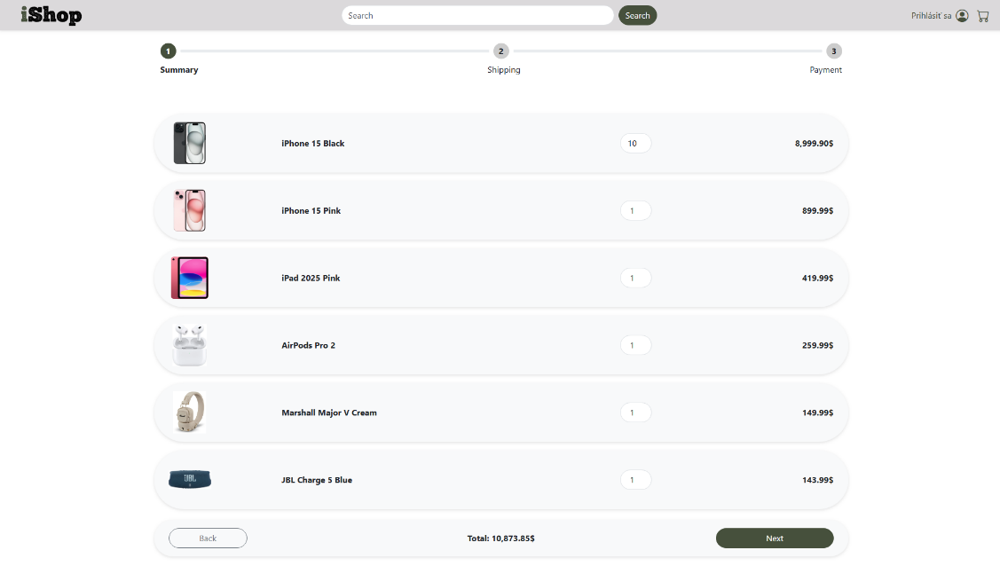 iShop
Search
Search
Prihlásiť sa
1
2
3
Summary
Shipping
Payment
iPhone 15 Black
10
8,999.90$
iPhone 15 Pink
1
899.99$
iPad 2025 Pink
1
419.99$
AirPods Pro 2
1
259.99$
Marshall Major V Cream
1
149.99$
JBL
JBL Charge 5 Blue
1
143.99$
Back
Total: 10,873.85$
Next